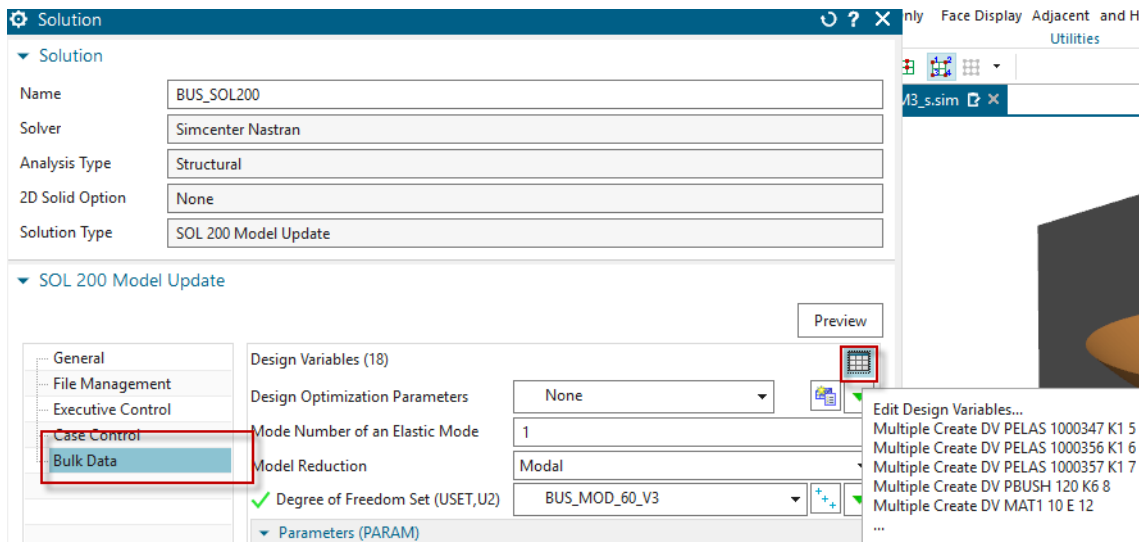 Solution
nly Face Display Adjacent and H
Utilities
Solution
M3_s.sim
Name BUS_SOL200
Solver Simcenter Nastran
Analysis Type Structural
2D Solid Option None
Solution Type SOL 200 Model Update
SOL 200 Model Update
Preview
General
File Management
Executive Control
Case Control
Bulk Data
Design Variables (18)
Design Optimization Parameters None
Mode Number of an Elastic Mode 1
Model Reduction Modal
Degree of Freedom Set (USET,U2) BUS_MOD_60_V3
Parameters (PARAM)
Edit Design Variables...
Multiple Create DV PELAS 1000347 K1 5
Multiple Create DV PELAS 1000356 K1 6
Multiple Create DV PELAS 1000357 K1 7
Multiple Create DV PBUSH 120 K6 8
Multiple Create DV MAT1 10 E 12
...